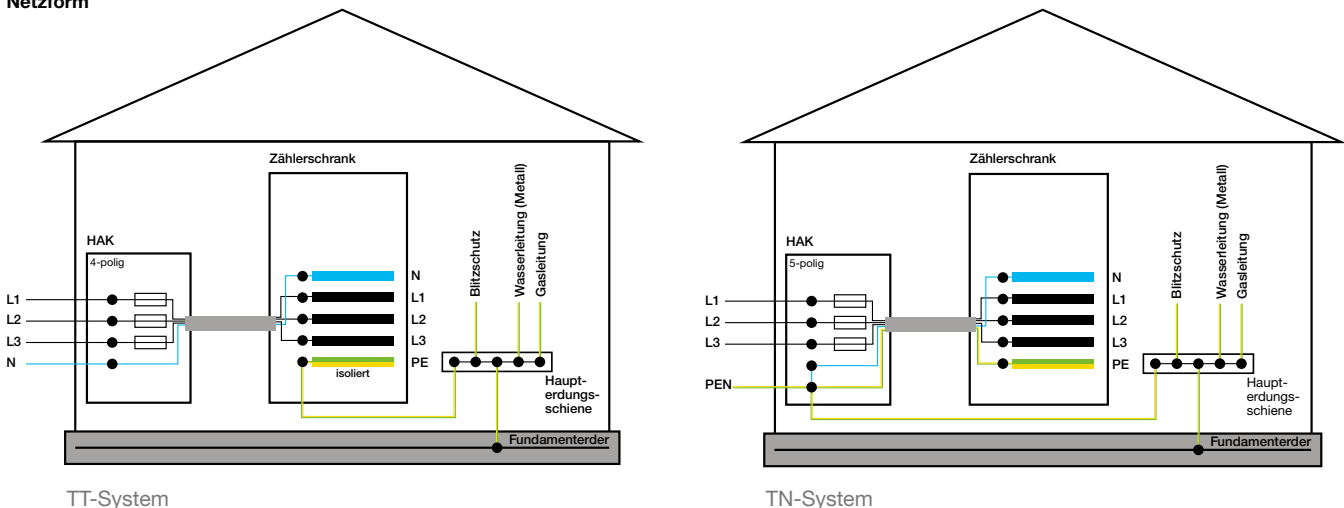 Netzform
Zählerschrank
HAK
4-polig
Blitzschutz
Wasserleitung (Metall)
Gasleitung
N
L1
L1
L2
L2
L3
L3
N
PE
isoliert
Haupt-
erdungs-
schiene
Fundamenterder
TT-System
Zählerschrank
HAK
5-polig
Blitzschutz
Wasserleitung (Metall)
Gasleitung
N
L1
L1
L2
L2
L3
L3
PE
PEN
Haupt-
erdungs-
schiene
Fundamenterder
TN-System